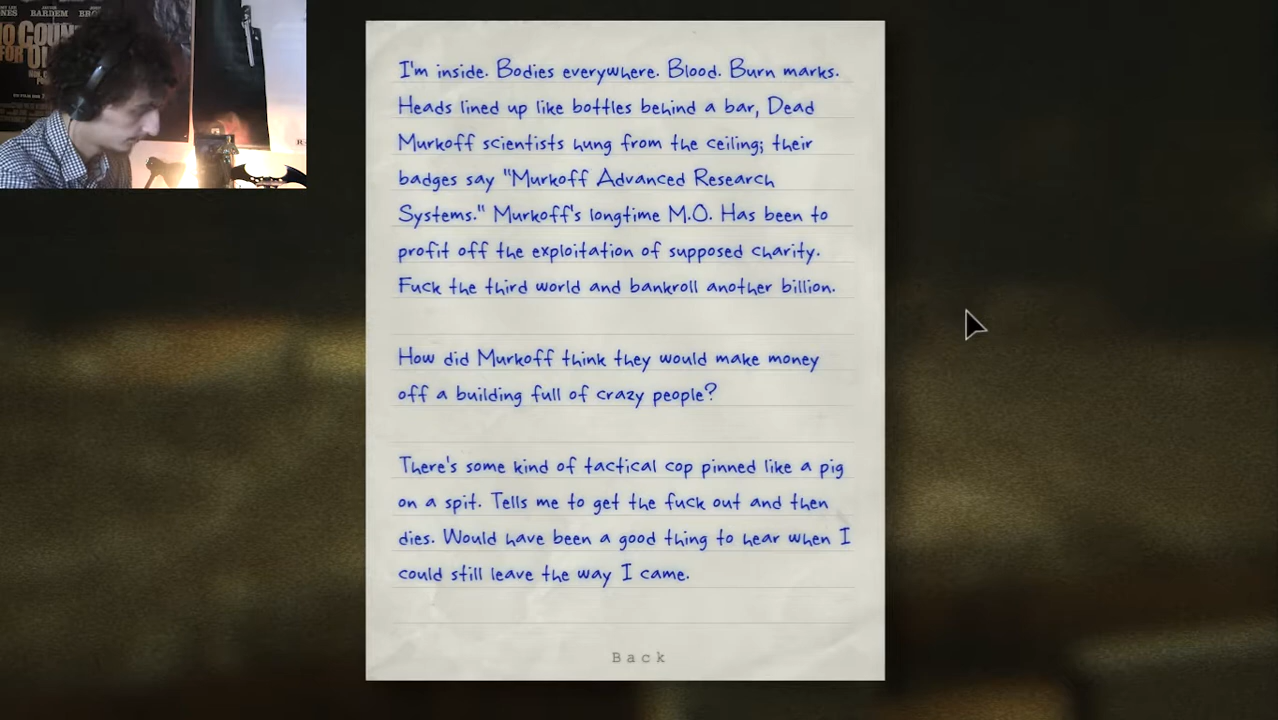 JAVIER
BARDEM
I'm inside. Bodies everywhere. Blood. Burn marks.
Heads lined up like bottles behind a bar, Dead
Murkoff scientists hung from the ceiling; their
badges say "Murkoff Advanced Research
Systems." Murkoff's longtime M.O. Has been to
profit off the exploitation of supposed charity.
Fuck the third world and bankroll another billion.
How did Murkoff think they would make money
off a building full of crazy people?
There's some kind of tactical cop pinned like a pig
on a spit. Tells me to get the fuck out and then
dies. Would have been a good thing to hear when I
could still leave the way I came.
Back